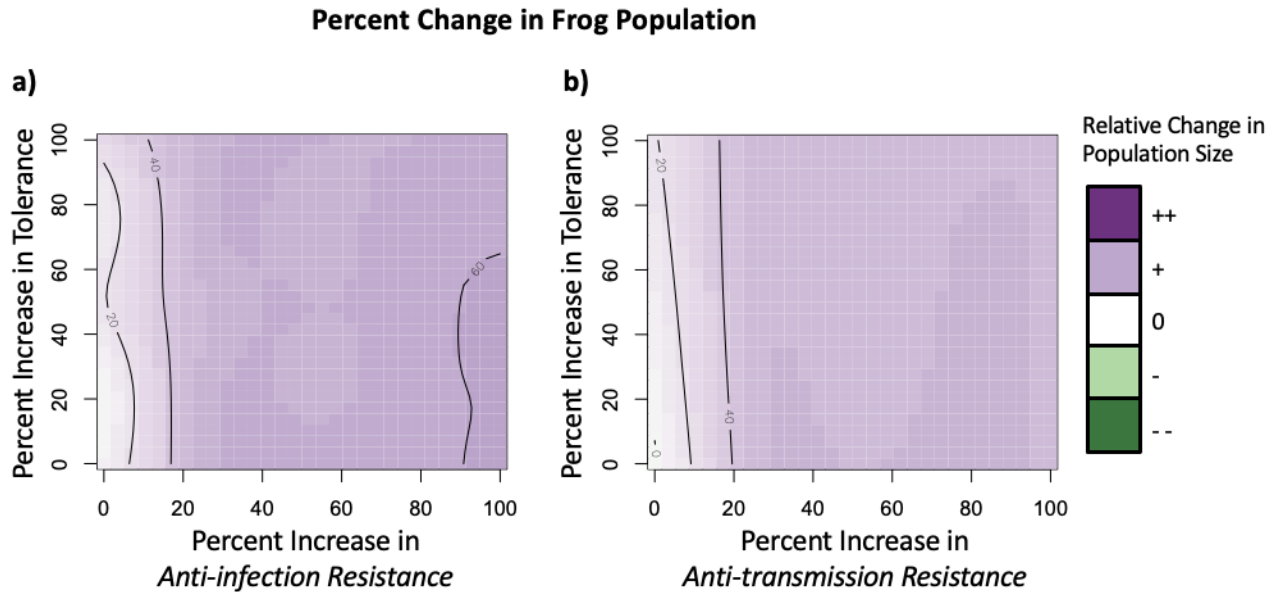 Percent Change in Frog Population
a)
b)
Percent Increase in Tolerance
0 20 40 60 80 100
20
40
60
0 20 40 60 80 100
Percent Increase in
Anti-infection Resistance
Percent Increase in Tolerance
0 20 40 60 80 100
20
0
40
0 20 40 60 80 100
Percent Increase in
Anti-transmission Resistance
Relative Change in
Population Size
++
+
0
-
- -